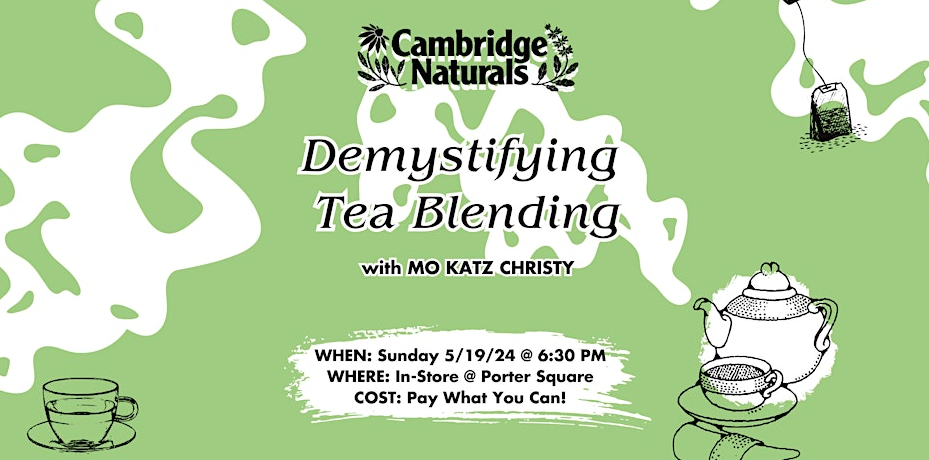 Cambridge
Naturals
Demystifying
Tea Blending
with MO KATZ CHRISTY
WHEN: Sunday 5/19/24 @ 6:30 PM
WHERE: In-Store @ Porter Square
COST: Pay What You Can!